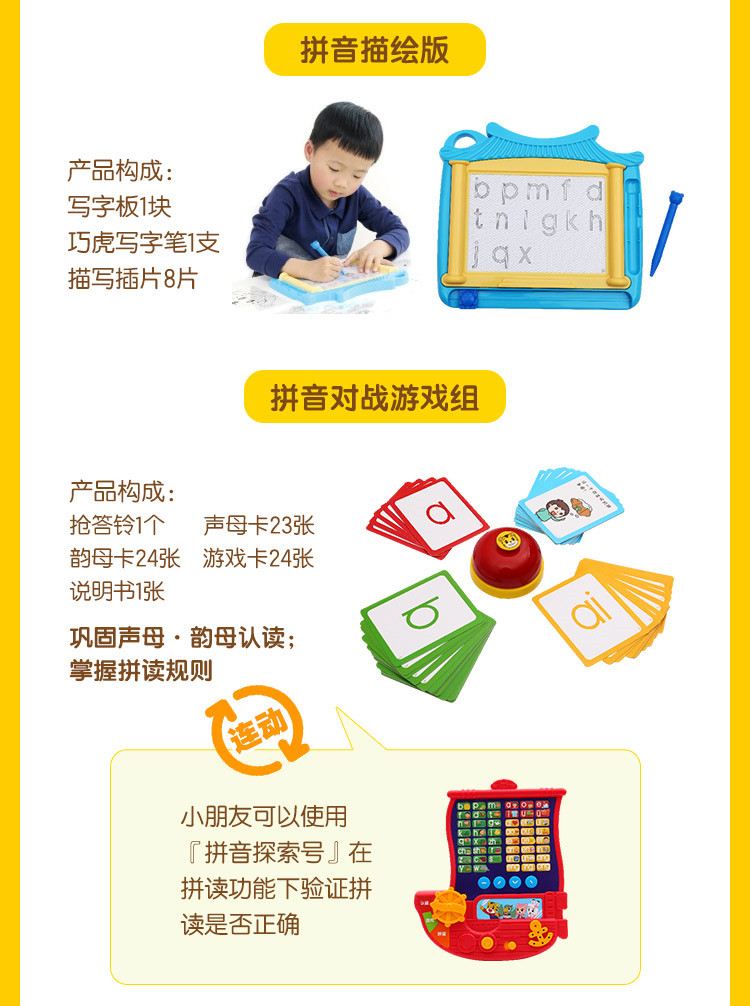 拼音描绘版
产品构成：
写字板1块
巧虎写字笔1支
描写插片8片
b p m f d
t n l g k h
j q x
拼音对战游戏组
产品构成：
抢答铃1个 声母卡23张
韵母卡24张 游戏卡24张
说明书1张
巩固声母·韵母认读；
掌握拼读规则
a
b
ai
连动
小朋友可以使用
『拼音探索号』在
拼读功能下验证拼
读是否正确